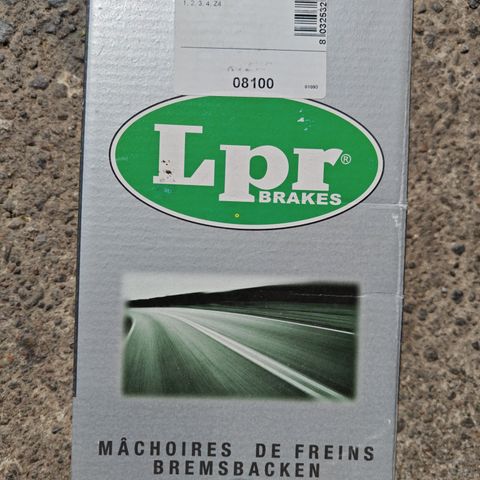 1, 2, 3, 4, Z4
08100
Lpr®
BRAKES
MÂCHOIRES DE FREINS
BREMSBACKEN